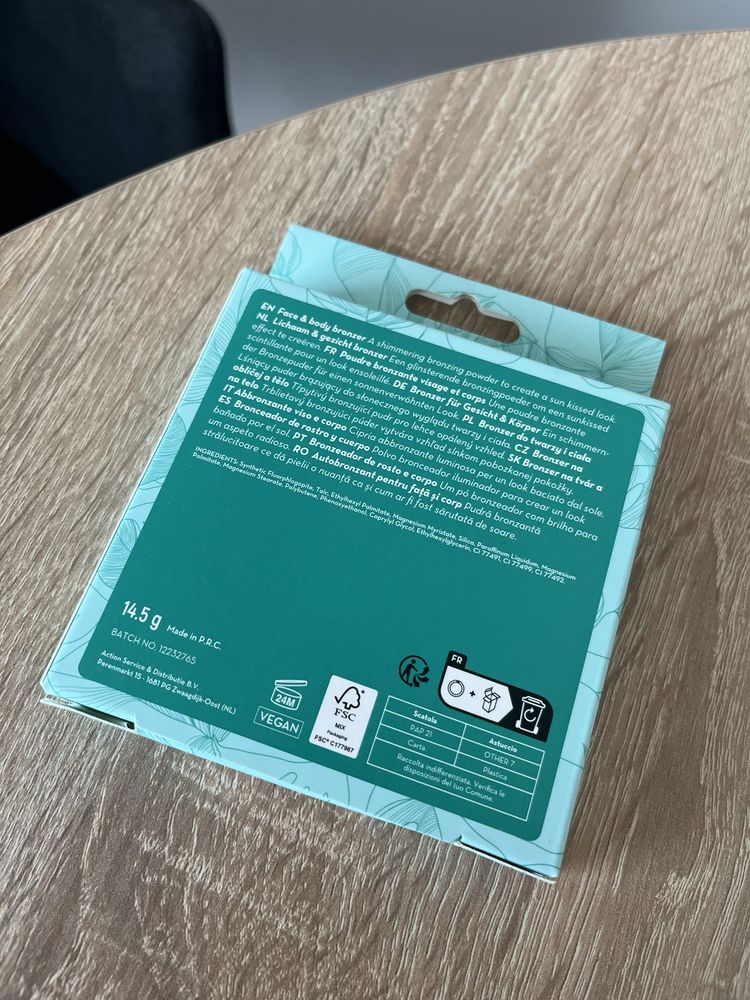 EN Face & body bronzer A shimmering bronzing powder to create a sun kissed look.
NL Lichaam & gezicht bronzer Een glinsterende bronzingpoeder om een sunkissed
effect te creëren. FR Poudre bronzante visage et corps Une poudre bronzante
scintillante pour un look ensoleillé. DE Bronzer für Gesicht & Körper Ein schimmern-
der Bronzepuder für einen sonnenverwöhnten Look. PL Bronzer do twarzy i ciała
Lśniący puder brązujący do słonecznego wyglądu twarzy i ciała. CZ Bronzer na
obličej a tělo Třpytivý bronzující pudr pro lehce opálený vzhled. SK Bronzer na tvár a
na telo Trblietavý bronzujúci púder vytvára vzhľad slnkom pobozkanej pokožky.
IT Abbronzante viso e corpo Cipria abbronzante luminosa per un look baciato dal sole.
ES Bronceador de rostro y cuerpo Polvo bronceador iluminador para crear un look
bañado por el sol. PT Bronzeador de rosto e corpo Um pó bronzeador com brilho para
um aspeto radioso. RO Autobronzant pentru față și corp Pudră bronzantă
strălucitoare ce dă pielii o nuanță ca și cum ar fi fost sărutată de soare.
INGREDIENTS: Synthetic Fluorphlogopite, Talc, Ethylhexyl Palmitate, Magnesium Myristate, Silica, Paraffinum Liquidum, Magnesium
Palmitate, Magnesium Stearate, Polybutene, Phenoxyethanol, Caprylyl Glycol, Ethylhexylglycerin, CI 77491, CI 77499, CI 77492.
14.5 g Made in P.R.C.
BATCH NO. 12232765
Action Service & Distributie B.V.
Perenmarkt 15 - 1681 PG Zwaagdijk-Oost (NL)
24M
VEGAN
FSC
MIX
Packaging
FSC® C177967
FR
+
Scatola Astuccio
PAP 21 OTHER 7
Carta Plastica
Raccolta indifferenziata, Verifica le
disposizioni del tuo Comune.